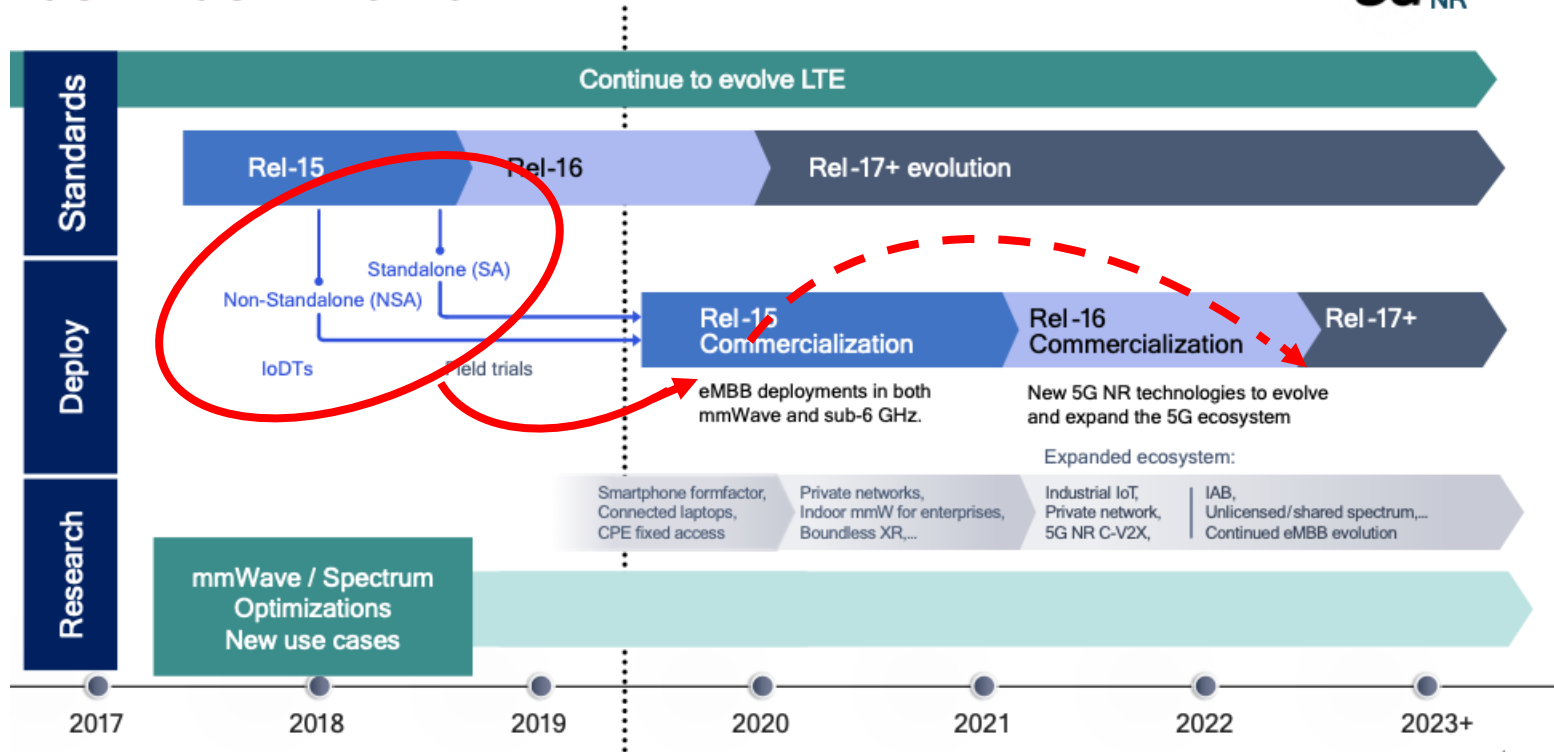 NR
Continue to evolve LTE
Standards
Rel-15
Rel-16
Rel-17+ evolution
Standalone (SA)
Non-Standalone (NSA)
IoDTs
Field trials
Deploy
Rel-15
Commercialization
Rel-16
Commercialization
Rel-17+
eMBB deployments in both
mmWave and sub-6 GHz.
New 5G NR technologies to evolve
and expand the 5G ecosystem
Expanded ecosystem:
Smartphone formfactor,
Connected laptops,
CPE fixed access
Private networks,
Indoor mmW for enterprises,
Boundless XR,...
Industrial IoT,
Private network,
5G NR C-V2X,
IAB,
Unlicensed/shared spectrum,...
Continued eMBB evolution
Research
mmWave / Spectrum
Optimizations
New use cases
2017
2018
2019
2020
2021
2022
2023+